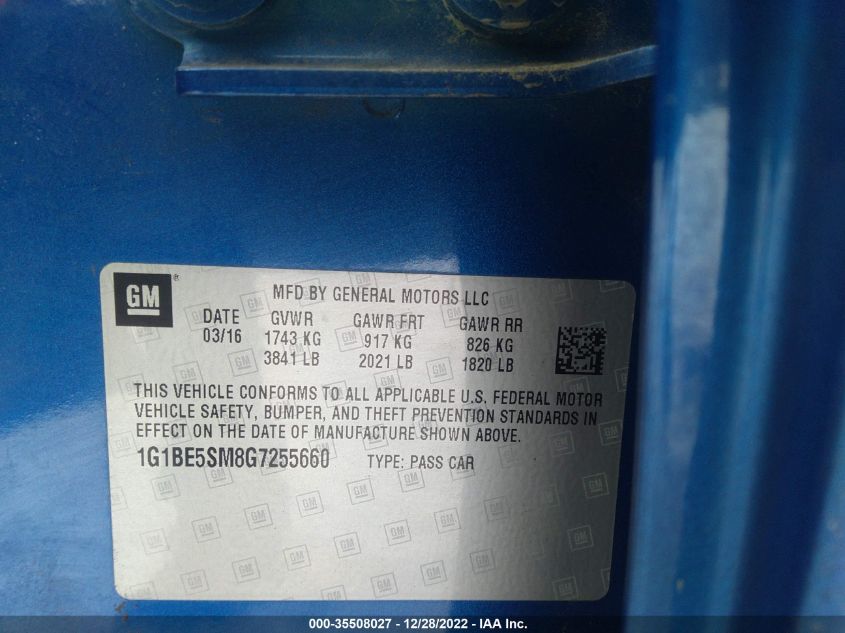 GM ®
MFD BY GENERAL MOTORS LLC
DATE GVWR GAWR FRT GAWR RR
03/16 1743 KG 917 KG 826 KG
3841 LB 2021 LB 1820 LB
THIS VEHICLE CONFORMS TO ALL APPLICABLE U.S. FEDERAL MOTOR
VEHICLE SAFETY, BUMPER, AND THEFT PREVENTION STANDARDS IN
EFFECT ON THE DATE OF MANUFACTURE SHOWN ABOVE.
1G1BE5SM8G7255660 TYPE: PASS CAR
000-35508027 - 12/28/2022 - IAA Inc.